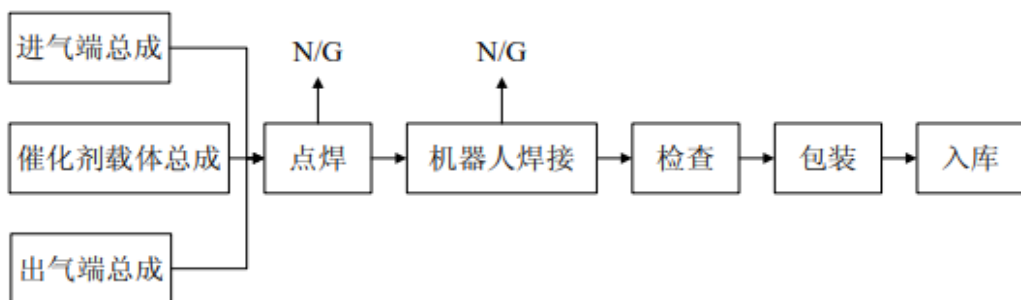 进气端总成
N/G
N/G
催化剂载体总成
点焊
机器人焊接
检查
包装
入库
出气端总成